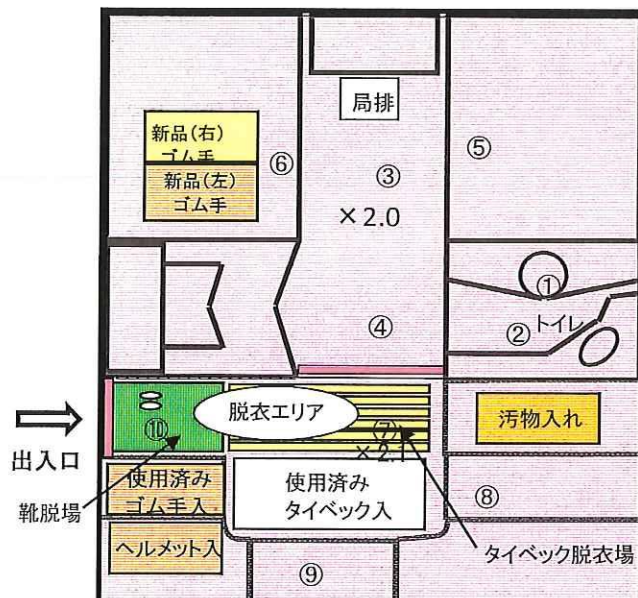 局排
新品(右)
ゴム手
新品(左)
ゴム手
⑥
③
⑤
×2.0
①
④
②
トイレ
出入口
⑩
脱衣エリア
⑦
×2.1
汚物入れ
靴脱場
使用済み
ゴム手入
使用済み
タイベック入
⑧
ヘルメット入
⑨
タイベック脱衣場